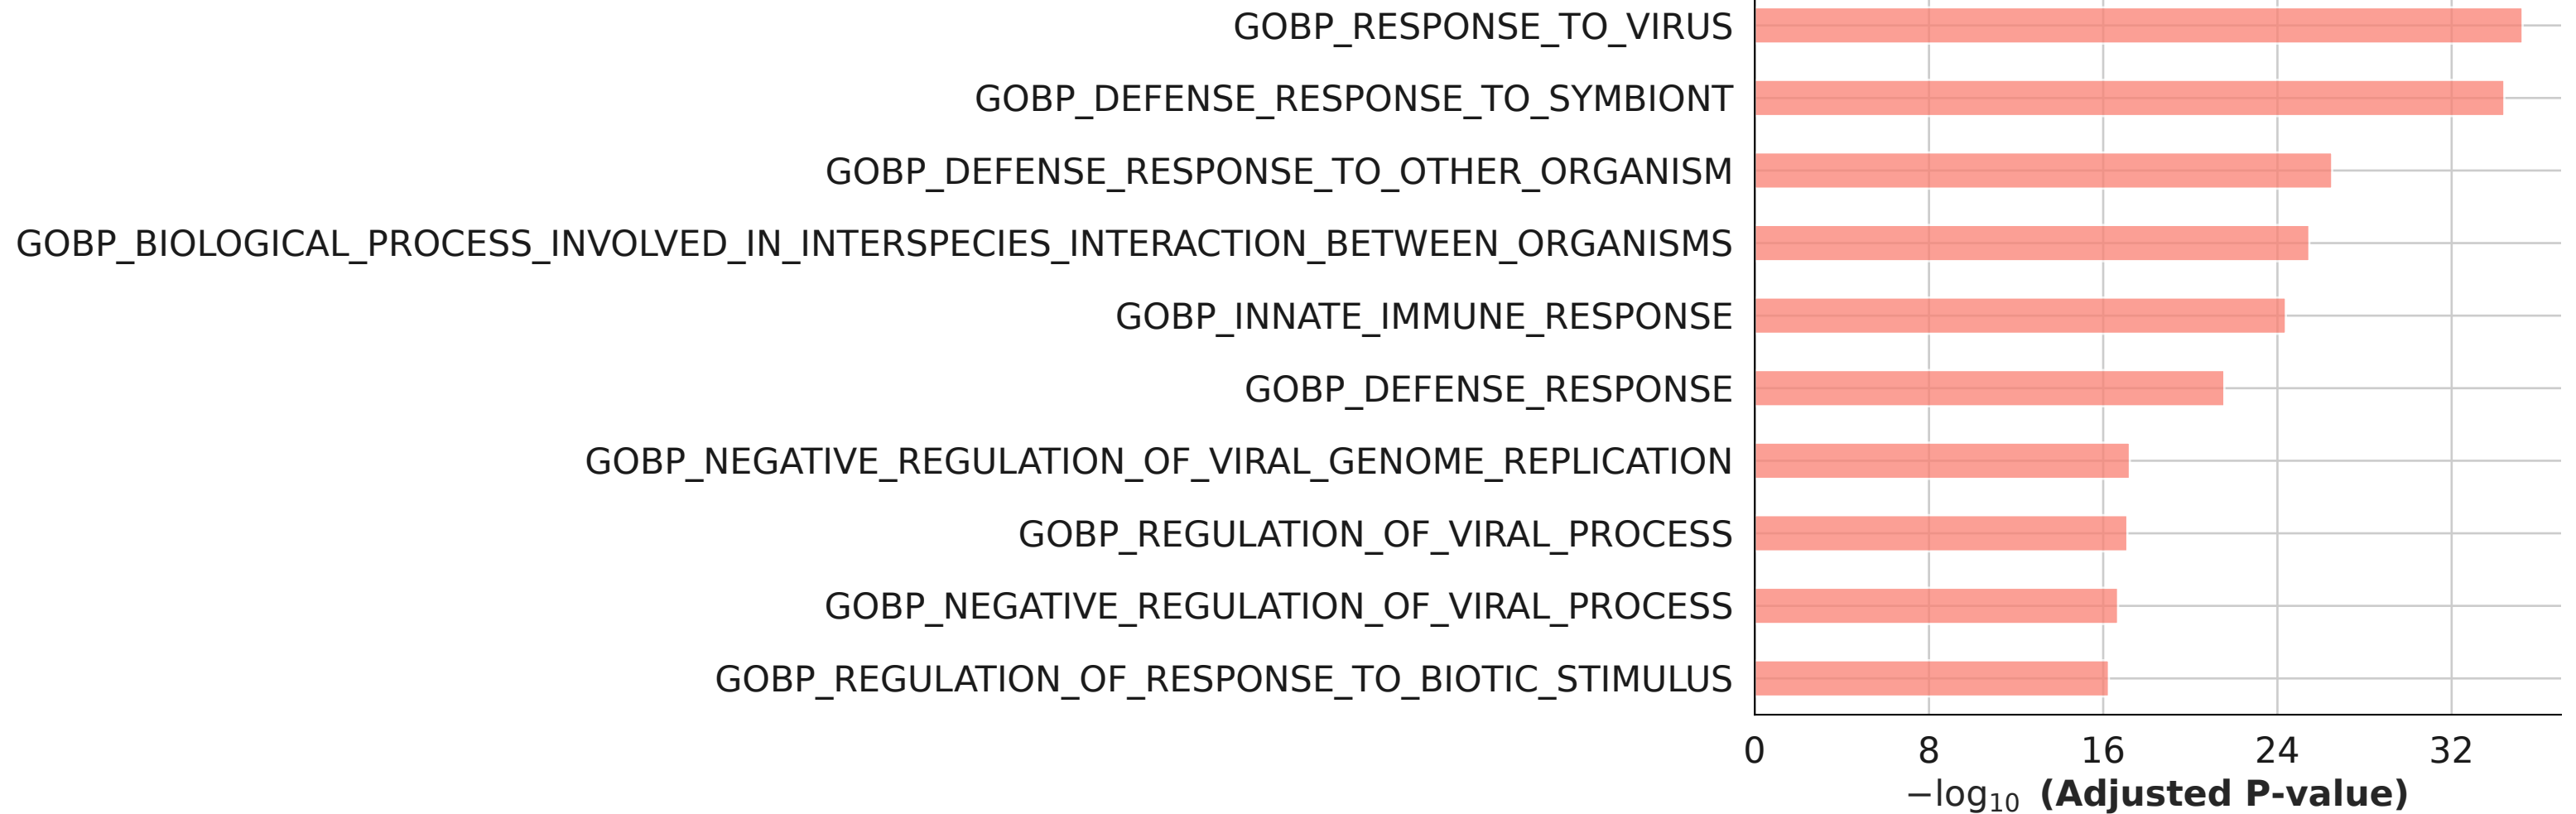 GOBP_RESPONSE_TO_VIRUS
GOBP_DEFENSE_RESPONSE_TO_SYMBIONT
GOBP_DEFENSE_RESPONSE_TO_OTHER_ORGANISM
GOBP_BIOLOGICAL_PROCESS_INVOLVED_IN_INTERSPECIES_INTERACTION_BETWEEN_ORGANISMS
GOBP_INNATE_IMMUNE_RESPONSE
GOBP_DEFENSE_RESPONSE
GOBP_NEGATIVE_REGULATION_OF_VIRAL_GENOME_REPLICATION
GOBP_REGULATION_OF_VIRAL_PROCESS
GOBP_NEGATIVE_REGULATION_OF_VIRAL_PROCESS
GOBP_REGULATION_OF_RESPONSE_TO_BIOTIC_STIMULUS
0 8 16 24 32
−log₁₀ (Adjusted P-value)